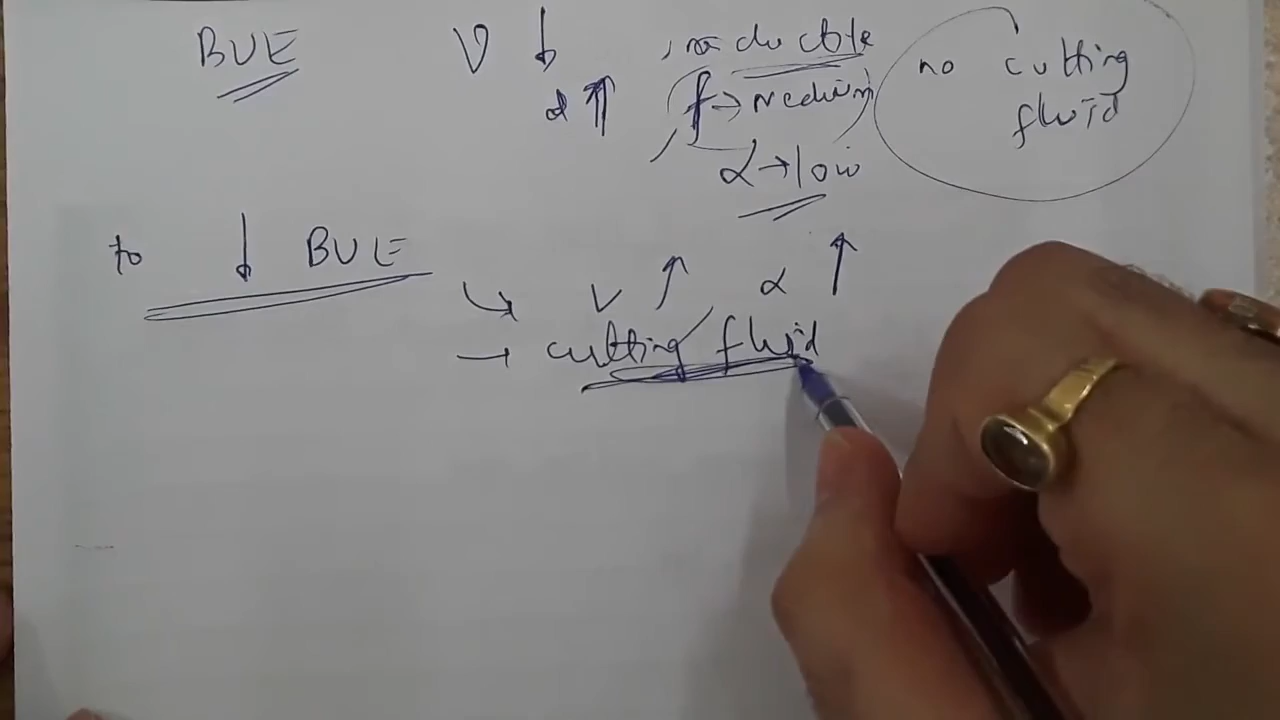 BUE V ↓ ductile no cutting
α ↑ f → medium fluid
α → low
to ↓ BUE
↳ V ↑ α ↑
→ cutting fluid